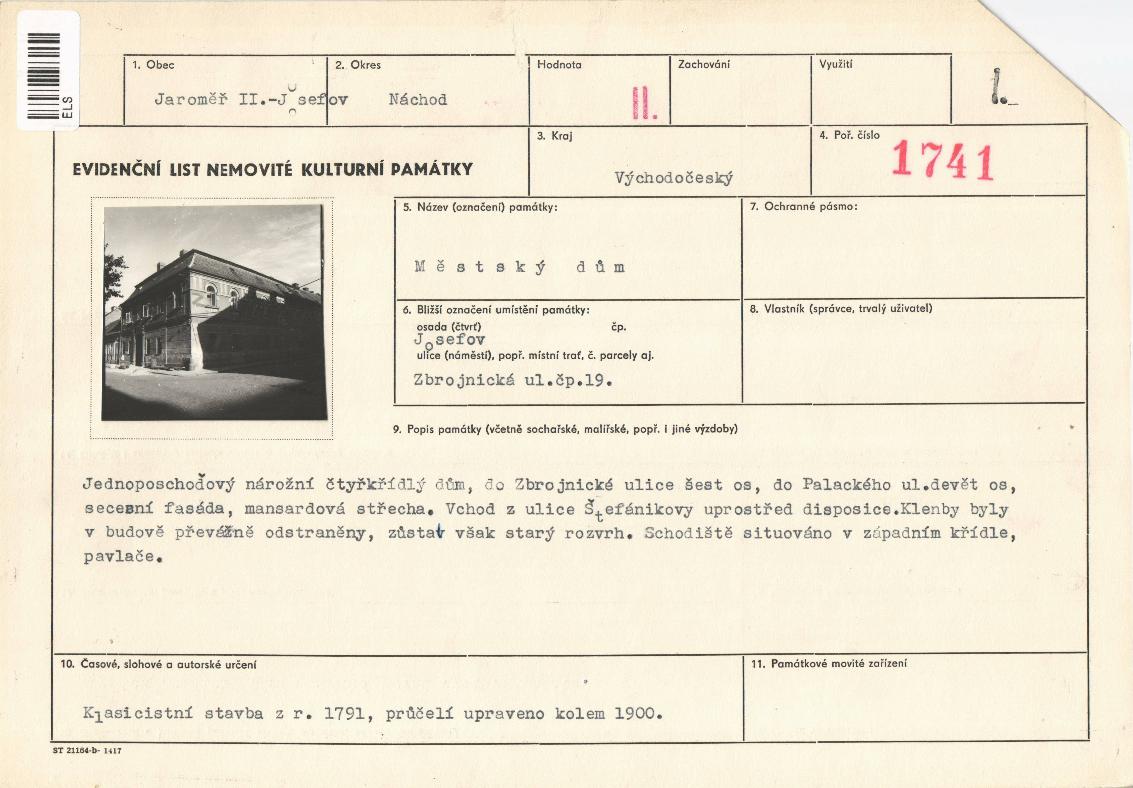 ELS
1. Obec
2. Okres
Hodnota
Zachování
Využití
Jaroměř II.-Josefov
Náchod
II.
1.
3. Kraj
4. Poř. číslo
EVIDENČNÍ LIST NEMOVITÉ KULTURNÍ PAMÁTKY
Východočeský
1741
5. Název (označení) památky:
7. Ochranné pásmo:
Městský dům
6. Bližší označení umístění památky:
8. Vlastník (správce, trvalý uživatel)
osada (čtvrť) čp.
Josefov
ulice (náměstí), popř. místní trať, č. parcely aj.
Zbrojnická ul.čp.19.
9. Popis památky (včetně sochařské, malířské, popř. i jiné výzdoby)
Jednoposchoďový nárožní čtyřkřídlý dům, do Zbrojnické ulice šest os, do Palackého ul.devět os,
secesní fasáda, mansardová střecha. Vchod z ulice Štefánikovy uprostřed disposice.Klenby byly
v budově převážně odstraněny, zůstal však starý rozvrh. Schodiště situováno v západním křídle,
pavlače.
10. Časové, slohové a autorské určení
11. Památkové movité zařízení
Klasicistní stavba z r. 1791, průčelí upraveno kolem 1900.
ST 21164-b- 1417